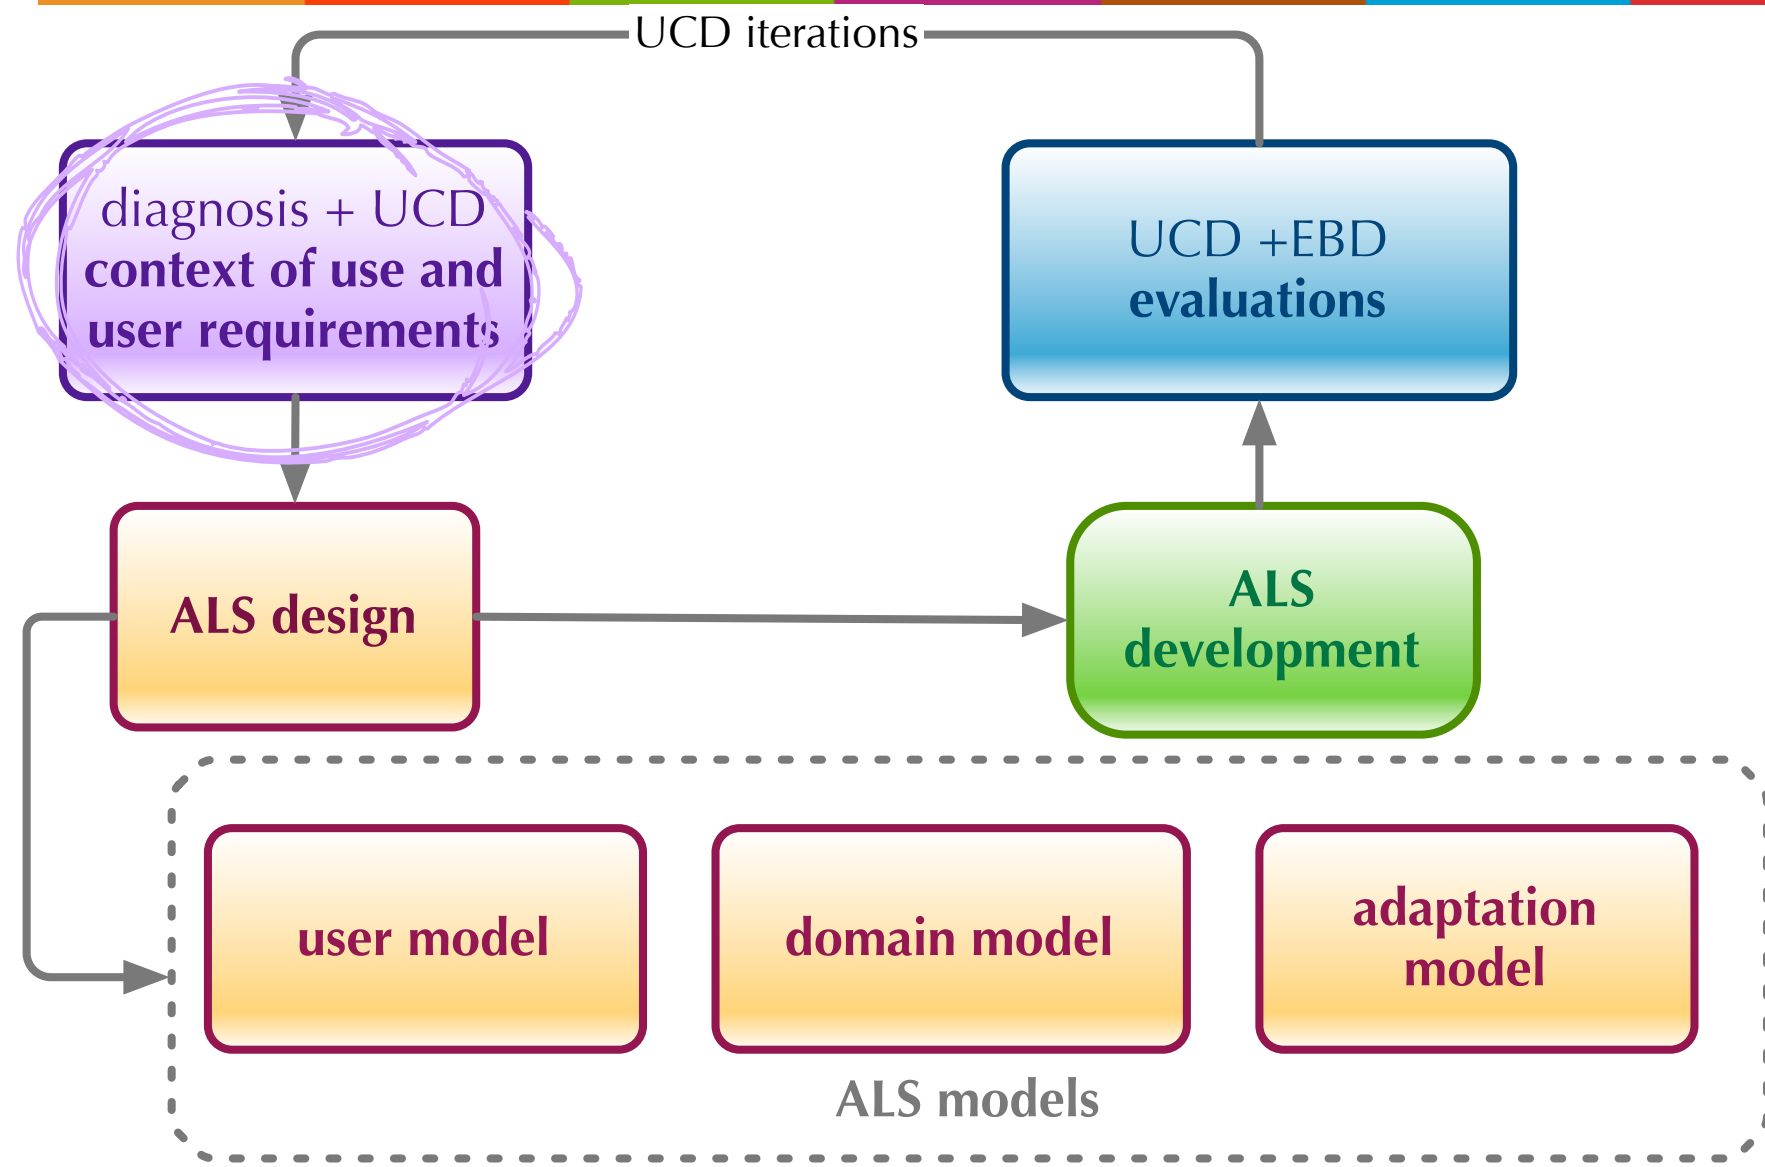 UCD iterations
diagnosis + UCD
context of use and
user requirements
UCD +EBD
evaluations
ALS design
ALS
development
user model
domain model
adaptation
model
ALS models